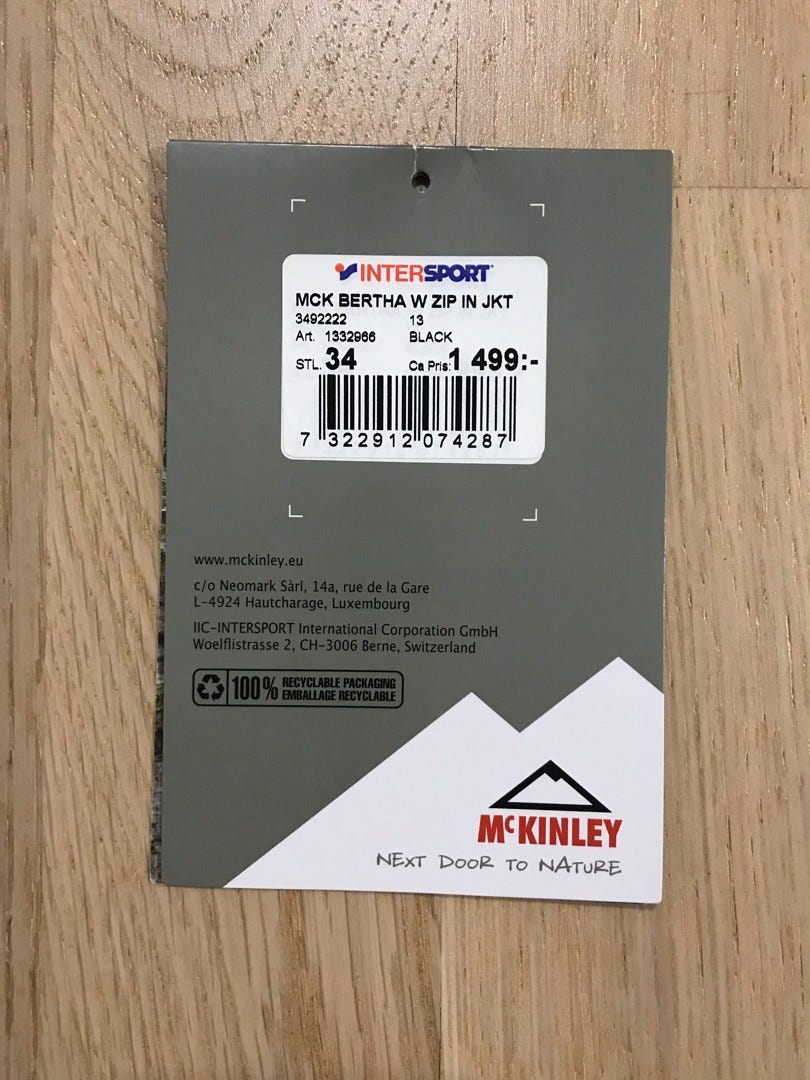 INTERSPORT
MCK BERTHA W ZIP IN JKT
3492222 13
Art. 1332966 BLACK
STL. 34 Ca Pris: 1 499:-
7 322912 074287
www.mckinley.eu
c/o Neomark Sàrl, 14a, rue de la Gare
L-4924 Hautcharage, Luxembourg
IIC-INTERSPORT International Corporation GmbH
Woelflistrasse 2, CH-3006 Berne, Switzerland
100% RECYCLABLE PACKAGING
EMBALLAGE RECYCLABLE
McKINLEY
NEXT DOOR TO NATURE